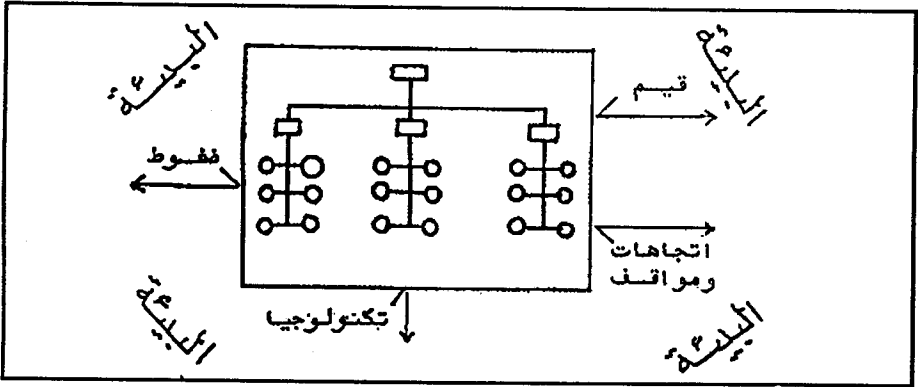 البيئة
البيئة
قيم
ضغوط
اتجاهات
ومواقف
تكنولوجيا
البيئة
البيئة